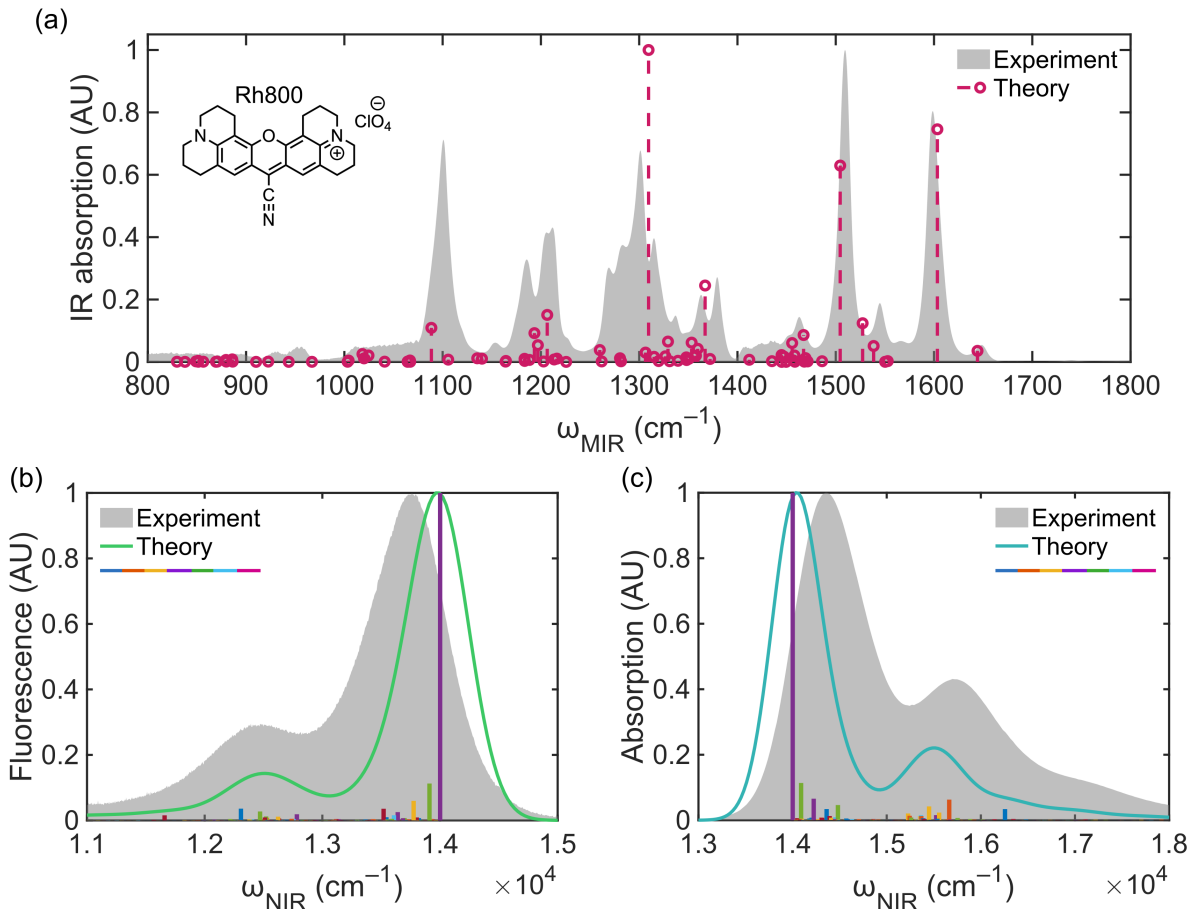 (a)
1
0.8
0.6
0.4
0.2
0
IR absorption (AU)
Rh800
N
O
N
⊕
⊖
ClO4
C
N
Experiment
Theory
800 900 1000 1100 1200 1300 1400 1500 1600 1700 1800
ωMIR (cm−1)
(b)
1
0.8
0.6
0.4
0.2
0
Fluorescence (AU)
Experiment
Theory
1.1 1.2 1.3 1.4 1.5
ωNIR (cm−1)
×10^4
(c)
1
0.8
0.6
0.4
0.2
0
Absorption (AU)
Experiment
Theory
1.3 1.4 1.5 1.6 1.7 1.8
ωNIR (cm−1)
×10^4